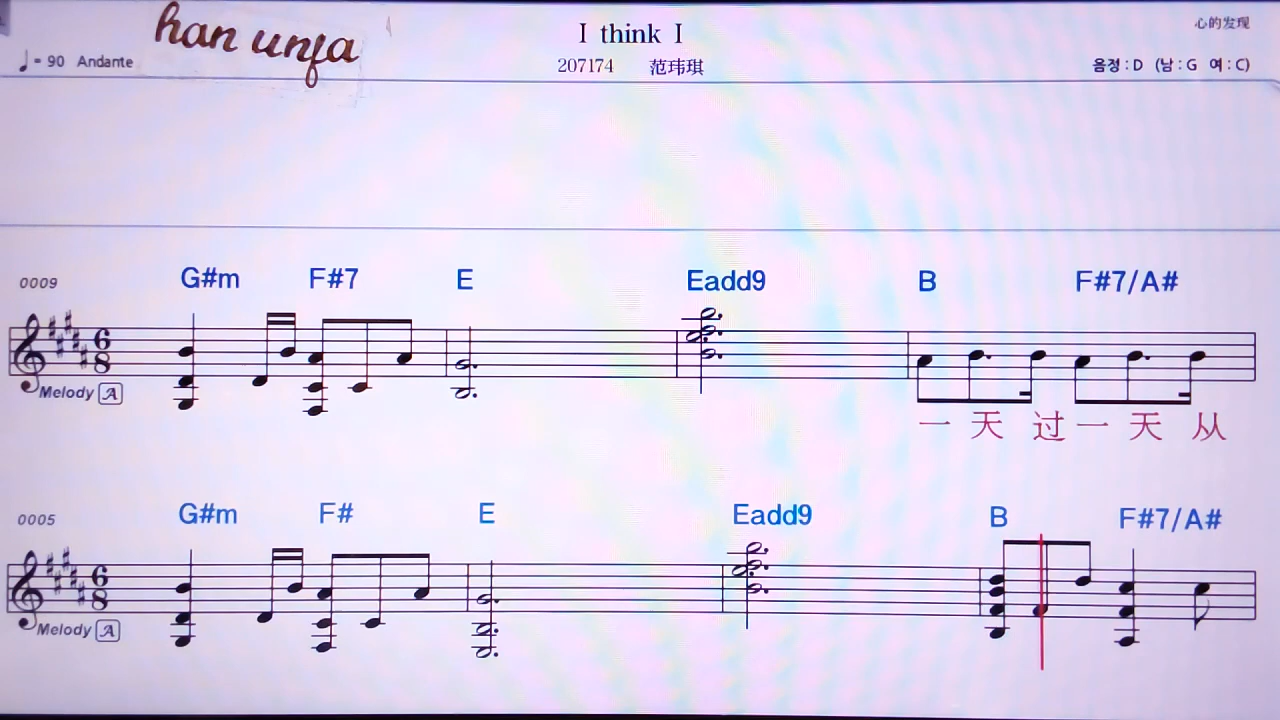 han unfa
I think I
心的发现
♩= 90 Andante
207174 范玮琪
음정 : D (남 : G 여 : C)
G#m F#7 E Eadd9 B F#7/A#
0009
6 8
Melody A
一 天 过 一 天 从
G#m F# E Eadd9 B F#7/A#
0005
6 8
Melody A